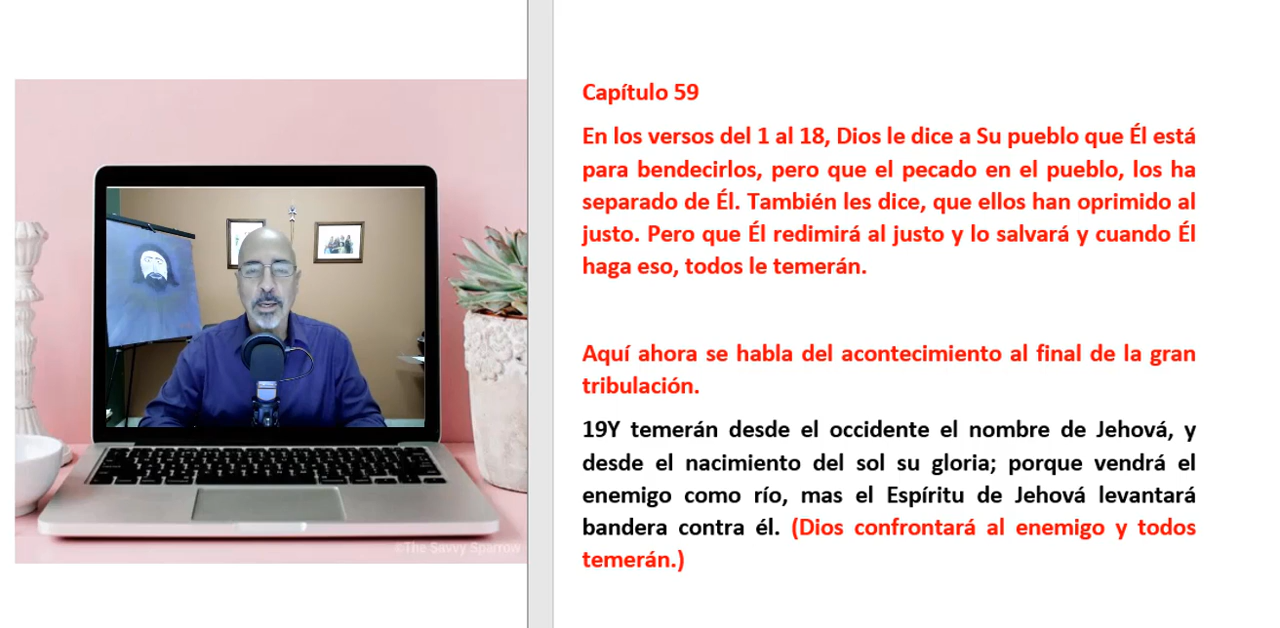 Capítulo 59
En los versos del 1 al 18, Dios le dice a Su pueblo que Él está
para bendecirlos, pero que el pecado en el pueblo, los ha
separado de Él. También les dice, que ellos han oprimido al
justo. Pero que Él redimirá al justo y lo salvará y cuando Él
haga eso, todos le temerán.
Aquí ahora se habla del acontecimiento al final de la gran
tribulación.
19Y temerán desde el occidente el nombre de Jehová, y
desde el nacimiento del sol su gloria; porque vendrá el
enemigo como río, mas el Espíritu de Jehová levantará
bandera contra él. (Dios confrontará al enemigo y todos
temerán.)
©The Savvy Sparrow